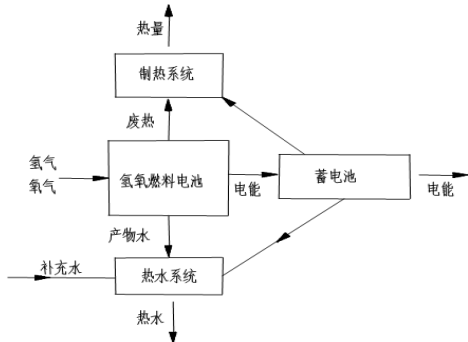 热量
制热系统
废热
氢气
氧气
氢氧燃料电池
电能
蓄电池
电能
产物水
补充水
热水系统
热水